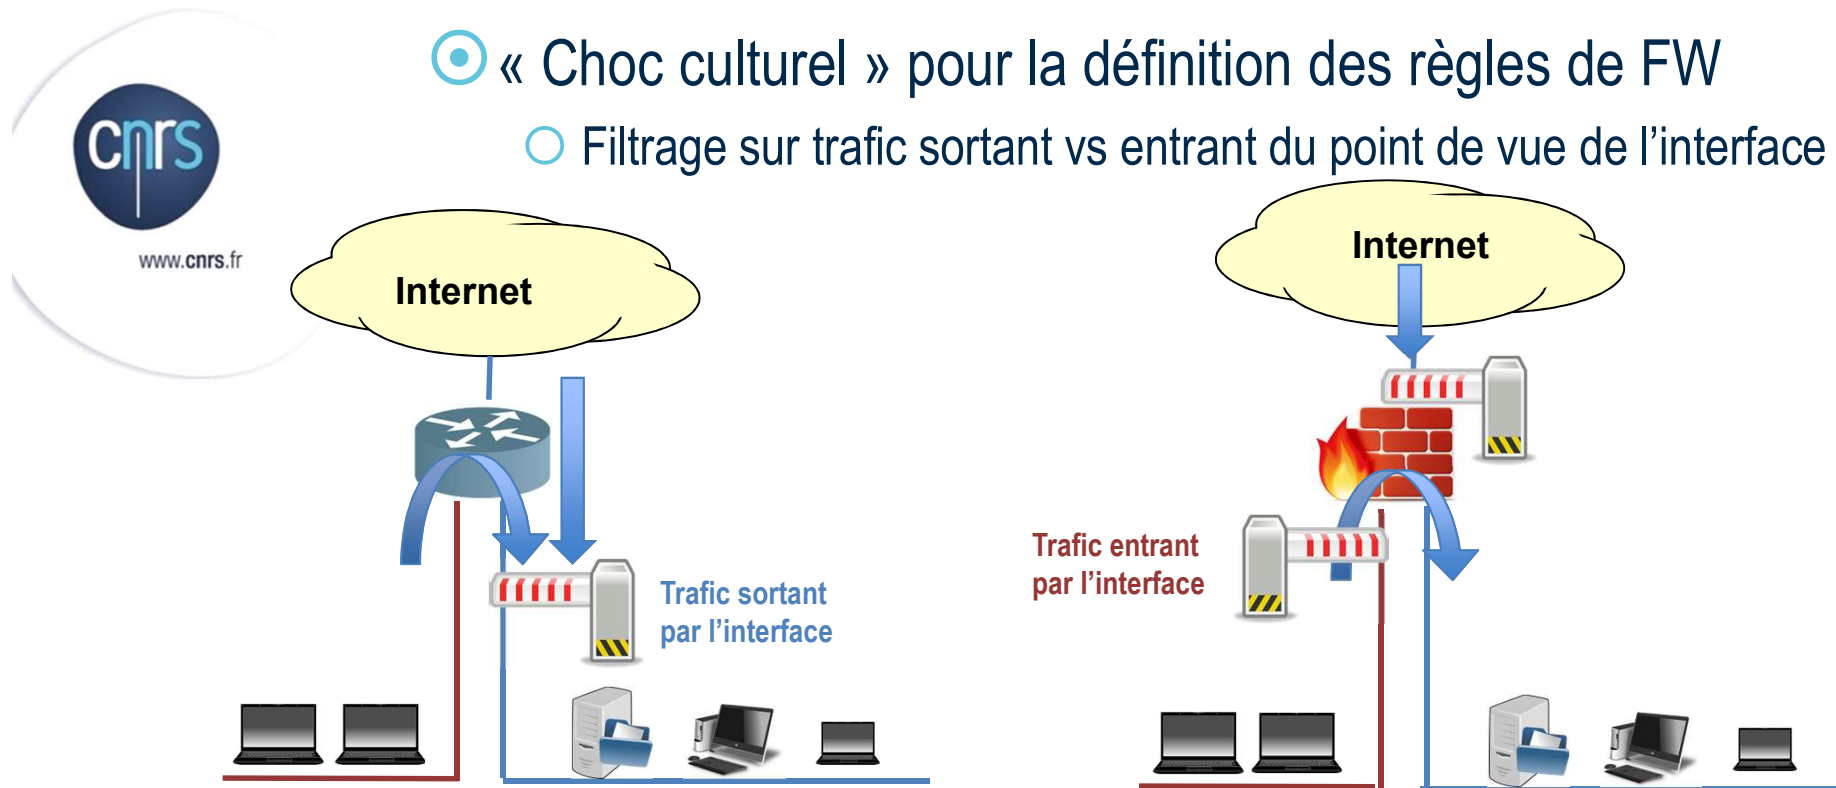 « Choc culturel » pour la définition des règles de FW
Filtrage sur trafic sortant vs entrant du point de vue de l'interface
cnrs
www.cnrs.fr
Internet
Internet
Trafic sortant
par l'interface
Trafic entrant
par l'interface